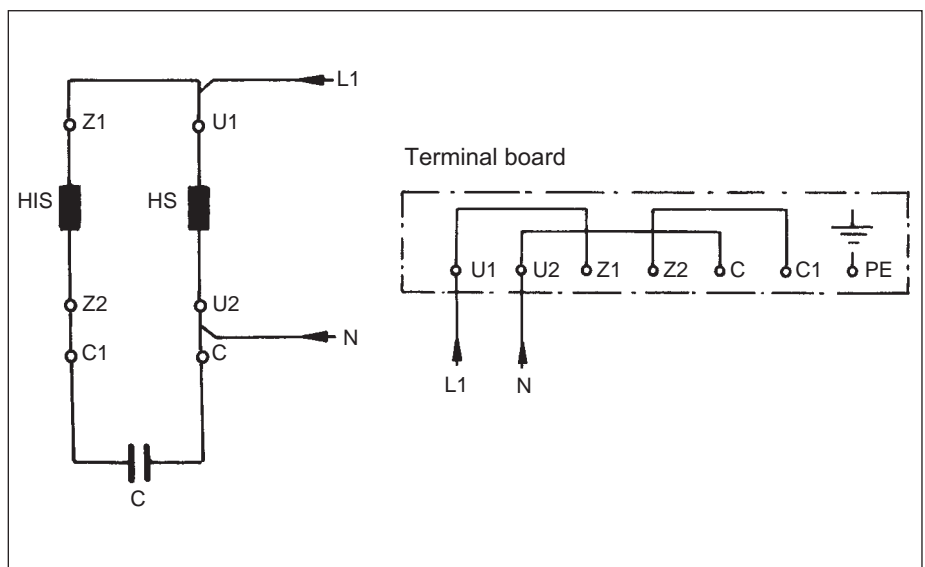 L1
Z1
U1
HIS
HS
Z2
U2
N
C1
C
C
Terminal board
U1 U2 Z1 Z2 C C1 PE
L1 N